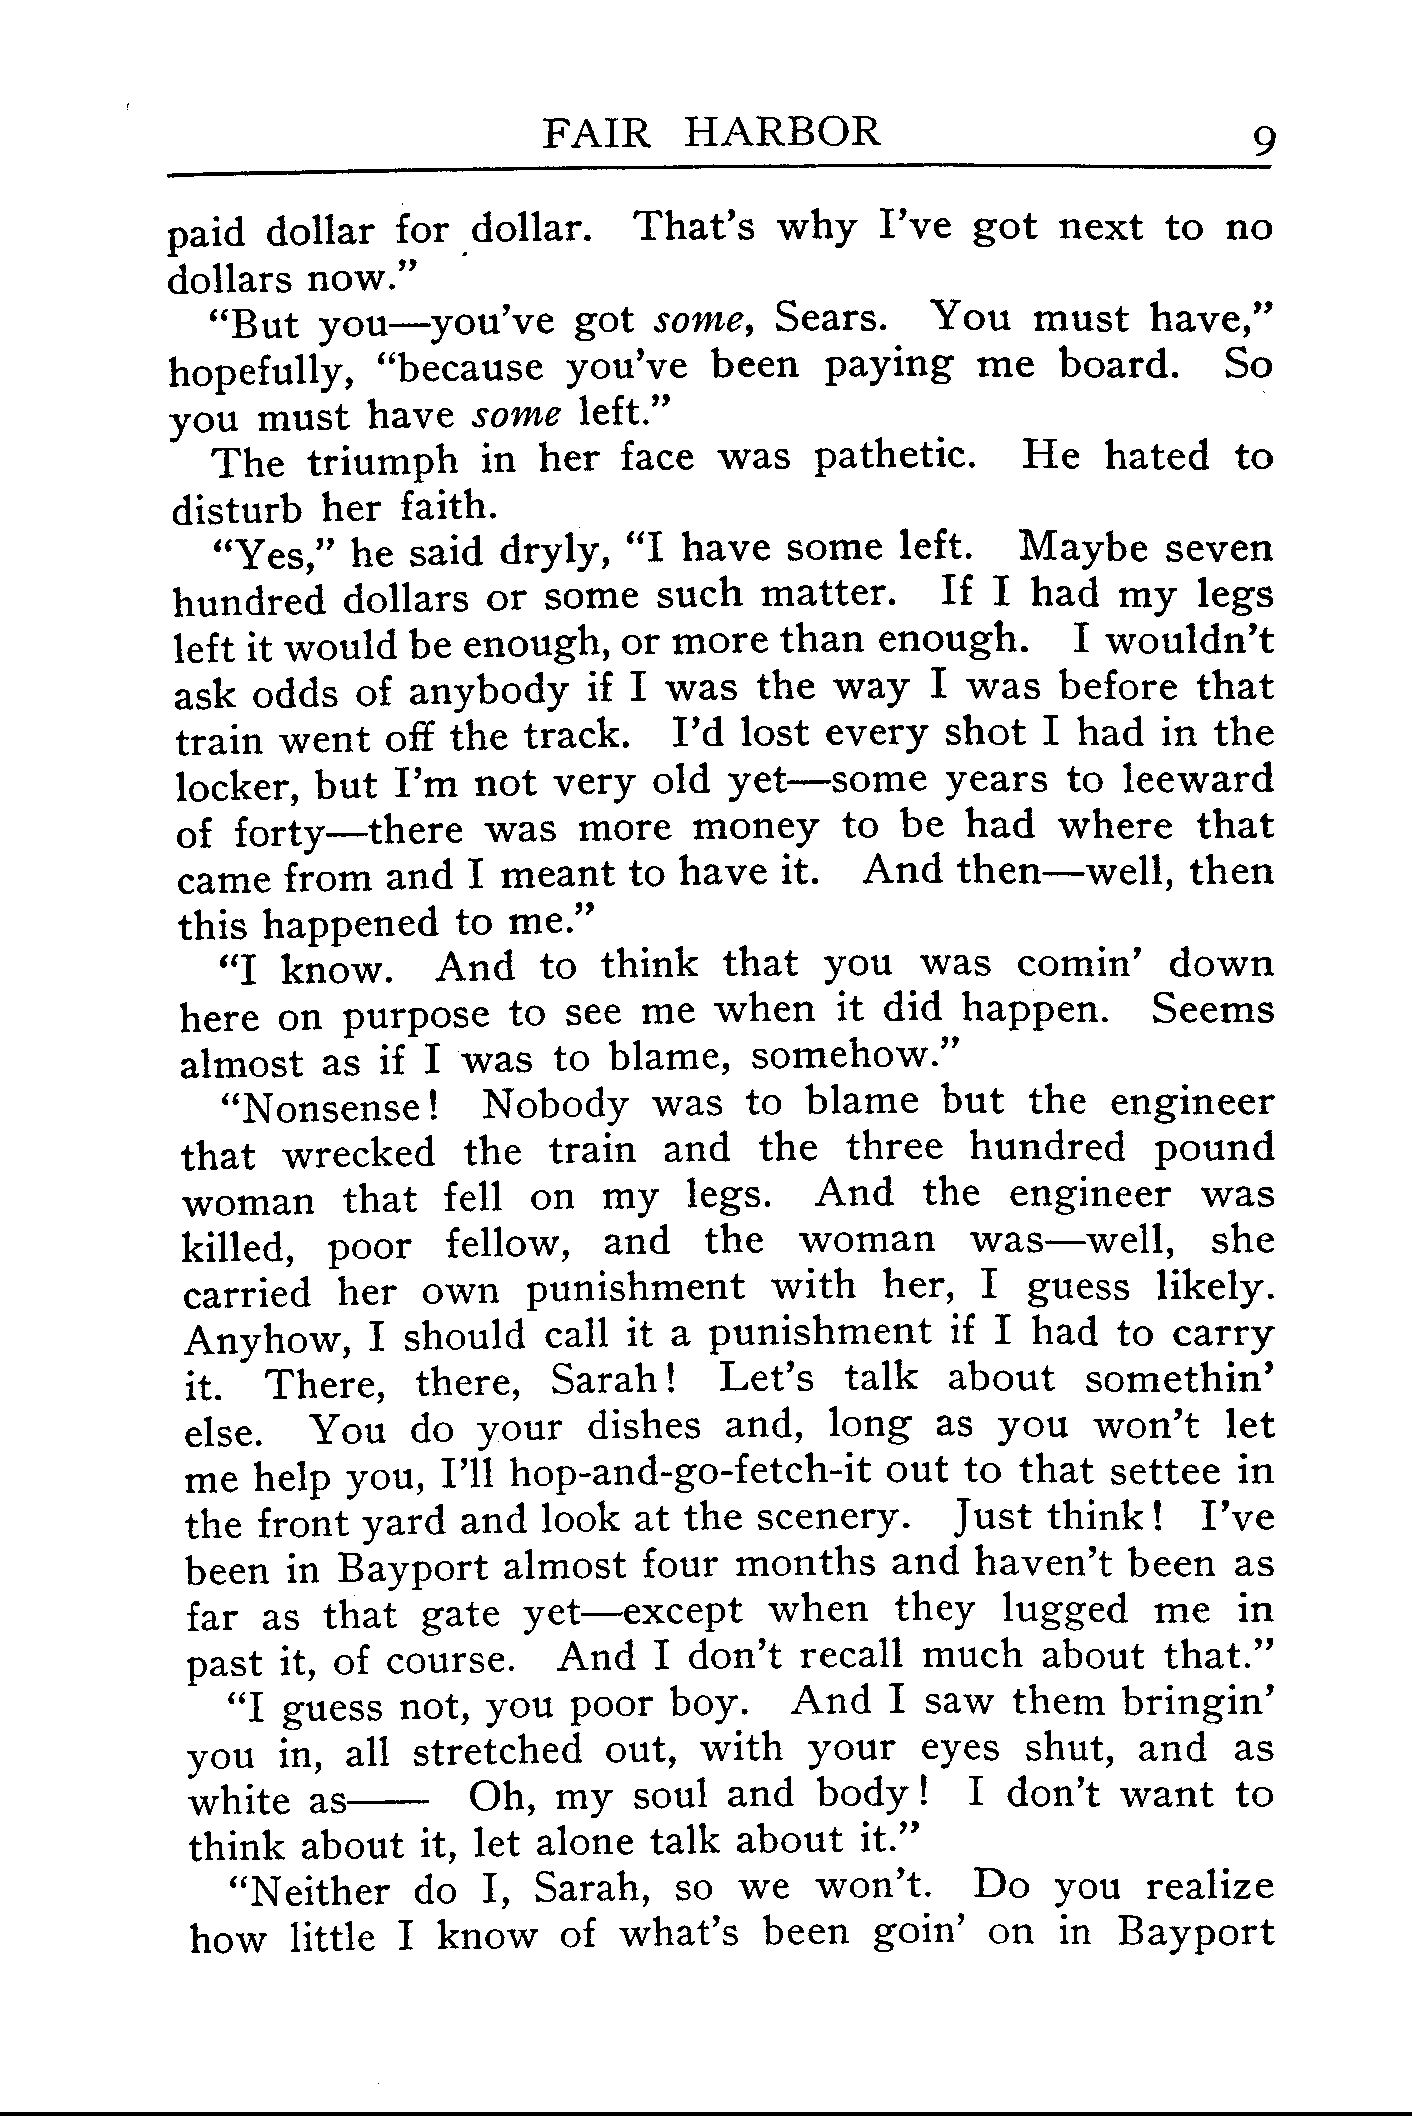 FAIR HARBOR 9
paid dollar for dollar. That’s why I’ve got next to no
dollars now.”
“But you—you’ve got some, Sears. You must have,”
hopefully, “because you’ve been paying me board. So
you must have some left.”
The triumph in her face was pathetic. He hated to
disturb her faith.
“Yes,” he said dryly, “I have some left. Maybe seven
hundred dollars or some such matter. If I had my legs
left it would be enough, or more than enough. I wouldn’t
ask odds of anybody if I was the way I was before that
train went off the track. I’d lost every shot I had in the
locker, but I’m not very old yet—some years to leeward
of forty—there was more money to be had where that
came from and I meant to have it. And then—well, then
this happened to me.”
“I know. And to think that you was comin’ down
here on purpose to see me when it did happen. Seems
almost as if I was to blame, somehow.”
“Nonsense! Nobody was to blame but the engineer
that wrecked the train and the three hundred pound
woman that fell on my legs. And the engineer was
killed, poor fellow, and the woman was—well, she
carried her own punishment with her, I guess likely.
Anyhow, I should call it a punishment if I had to carry
it. There, there, Sarah! Let’s talk about somethin’
else. You do your dishes and, long as you won’t let
me help you, I’ll hop-and-go-fetch-it out to that settee in
the front yard and look at the scenery. Just think! I’ve
been in Bayport almost four months and haven’t been as
far as that gate yet—except when they lugged me in
past it, of course. And I don’t recall much about that.”
“I guess not, you poor boy. And I saw them bringin’
you in, all stretched out, with your eyes shut, and as
white as—— Oh, my soul and body! I don’t want to
think about it, let alone talk about it.”
“Neither do I, Sarah, so we won’t. Do you realize
how little I know of what’s been goin’ on in Bayport